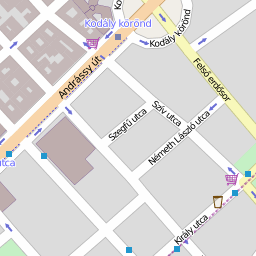 Kodály körönd
Kodály körönd
Andrássy út
Felső erdősor
Szív utca
Szegfű utca
Németh László utca
utca
Király utca